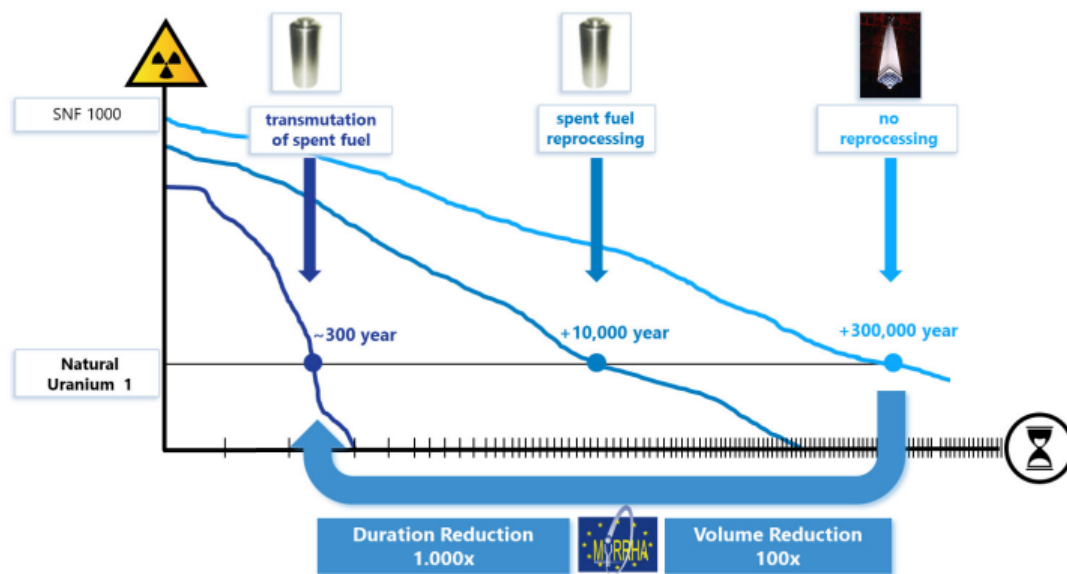 SNF 1000
transmutation
of spent fuel
spent fuel
reprocessing
no
reprocessing
~300 year
+10,000 year
+300,000 year
Natural
Uranium 1
Duration Reduction
1.000x
MYRRHA
Volume Reduction
100x